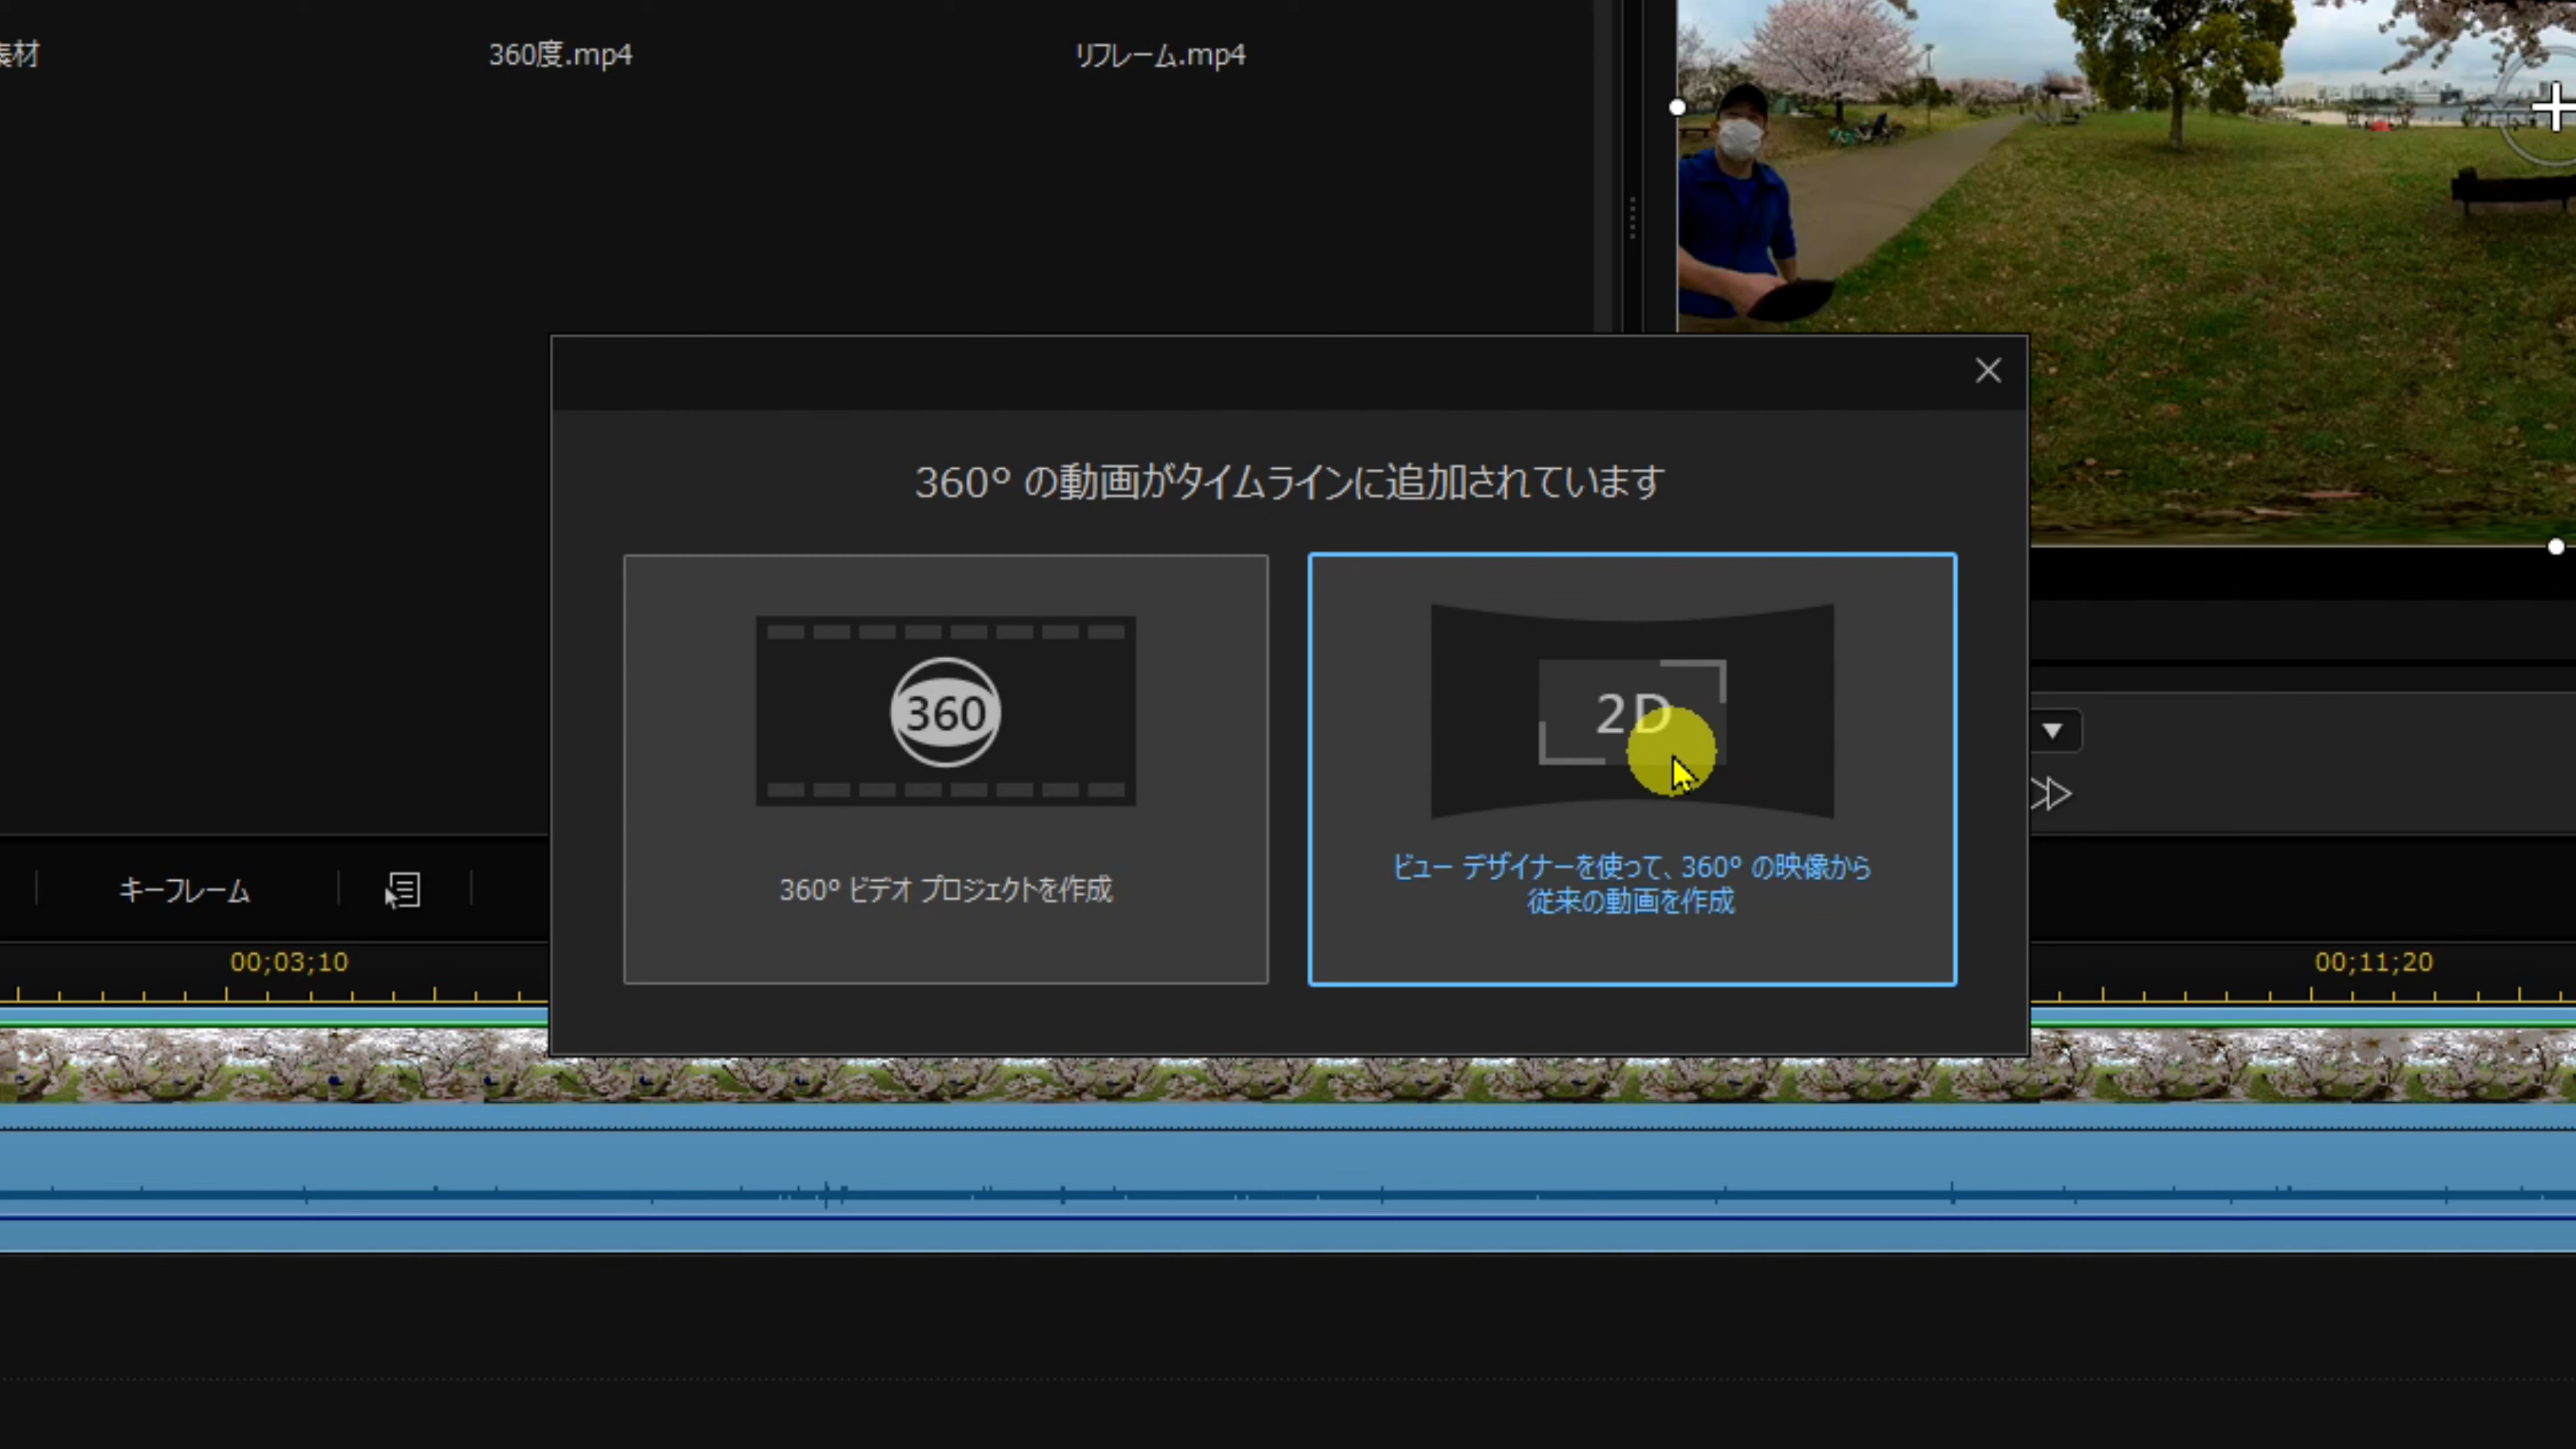 素材
360度.mp4
リフレーム.mp4
360º の動画がタイムラインに追加されています
360
2D
360º ビデオ プロジェクトを作成
ビュー デザイナーを使って、360º の映像から
従来の動画を作成
キーフレーム
00;03;10
00;11;20